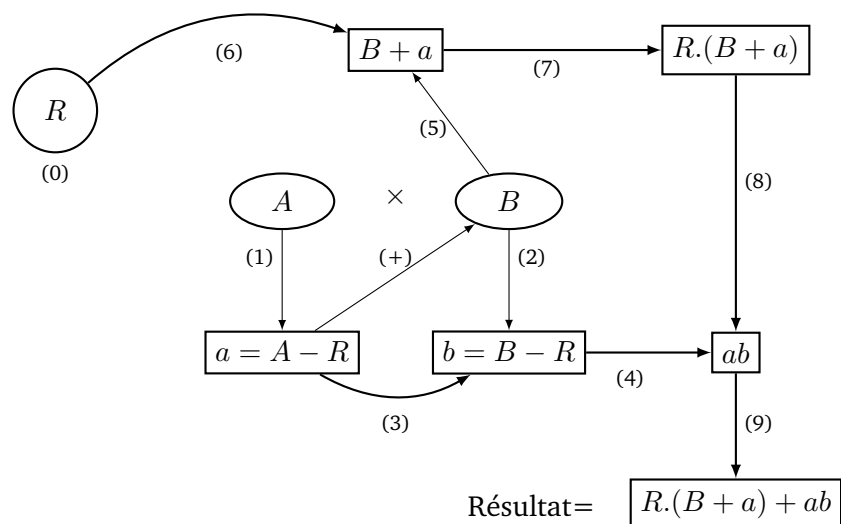 (6)
B + a
(7)
R.(B + a)
R
(0)
(5)
(8)
A
×
B
(1)
(+)
(2)
a = A − R
b = B − R
ab
(3)
(4)
(9)
Résultat=
R.(B + a) + ab